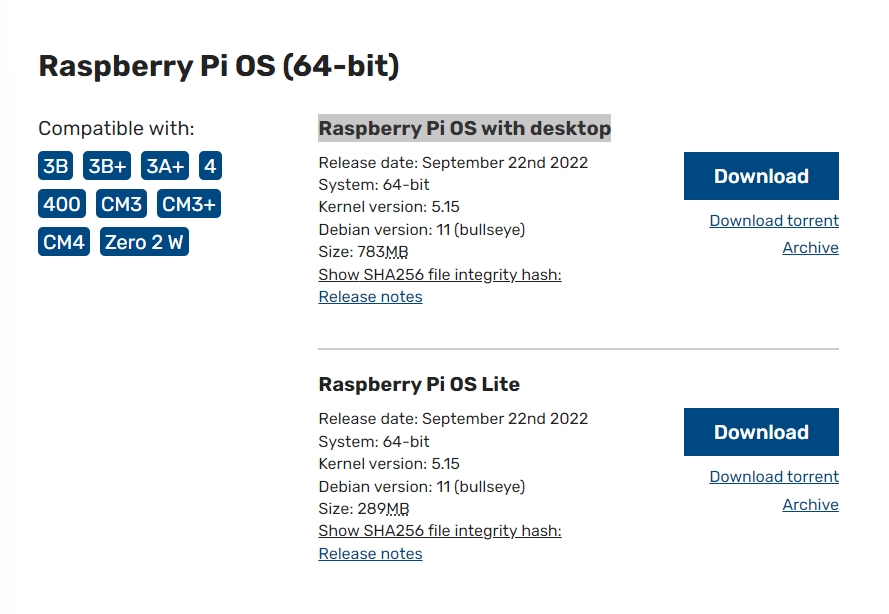 Raspberry Pi OS (64-bit)
Compatible with:
3B 3B+ 3A+ 4
400 CM3 CM3+
CM4 Zero 2 W
Raspberry Pi OS with desktop
Release date: September 22nd 2022
System: 64-bit
Kernel version: 5.15
Debian version: 11 (bullseye)
Size: 783MB
Show SHA256 file integrity hash:
Release notes
Download
Download torrent
Archive
Raspberry Pi OS Lite
Release date: September 22nd 2022
System: 64-bit
Kernel version: 5.15
Debian version: 11 (bullseye)
Size: 289MB
Show SHA256 file integrity hash:
Release notes
Download
Download torrent
Archive